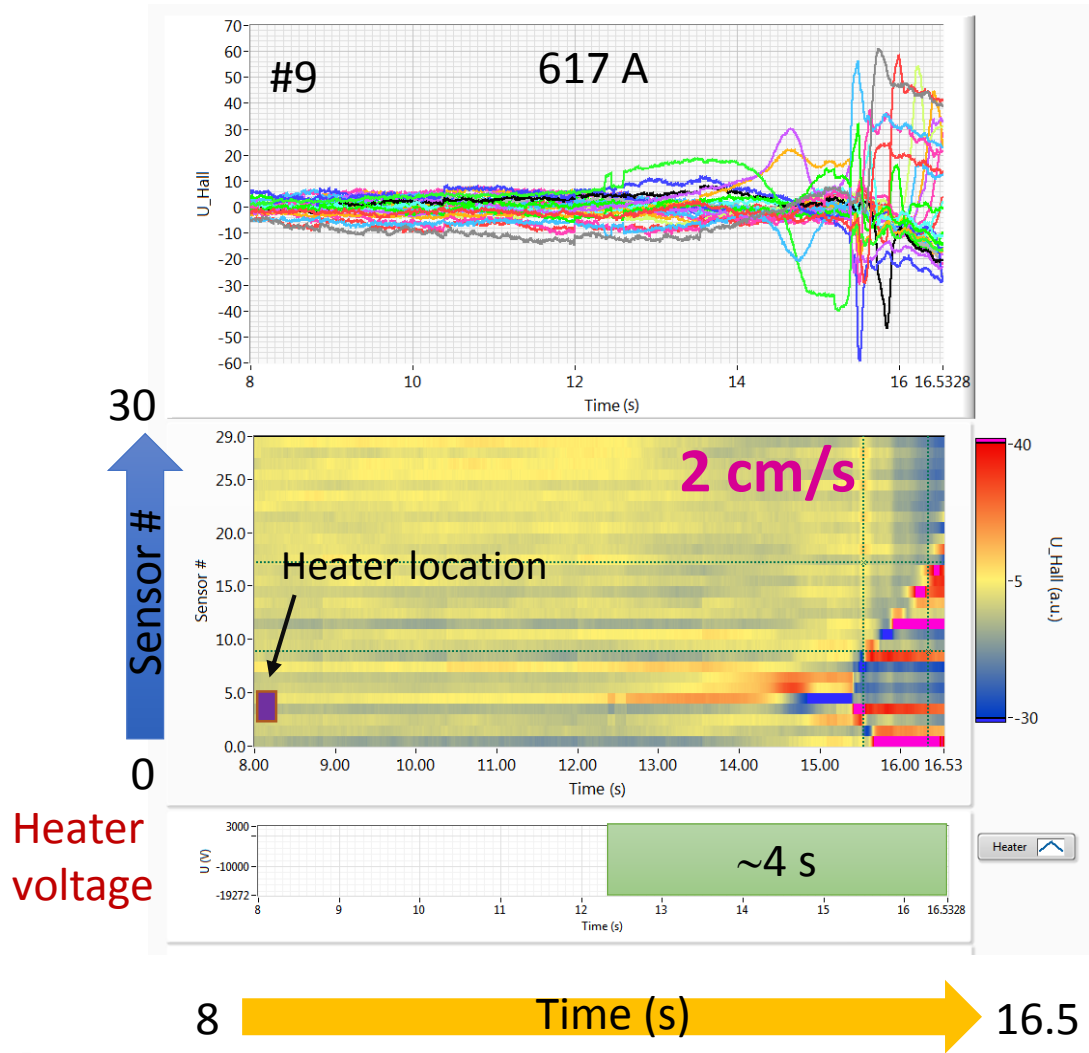 #9
617 A
70
60
50
40
30
20
10
0
-10
-20
-30
-40
-50
-60
U_Hall
8 10 12 14 16 16.5328
Time (s)
30
Sensor #
0
29.0
25.0
20.0
15.0
10.0
5.0
0.0
Sensor #
2 cm/s
Heater location
8.00 9.00 10.00 11.00 12.00 13.00 14.00 15.00 16.00 16.53
Time (s)
40
-5
-30
U_Hall (a.u.)
Heater
voltage
3000
-10000
-19272
U (V)
~4 s
8 9 10 11 12 13 14 15 16 16.5328
Time (s)
Heater
8 Time (s) 16.5